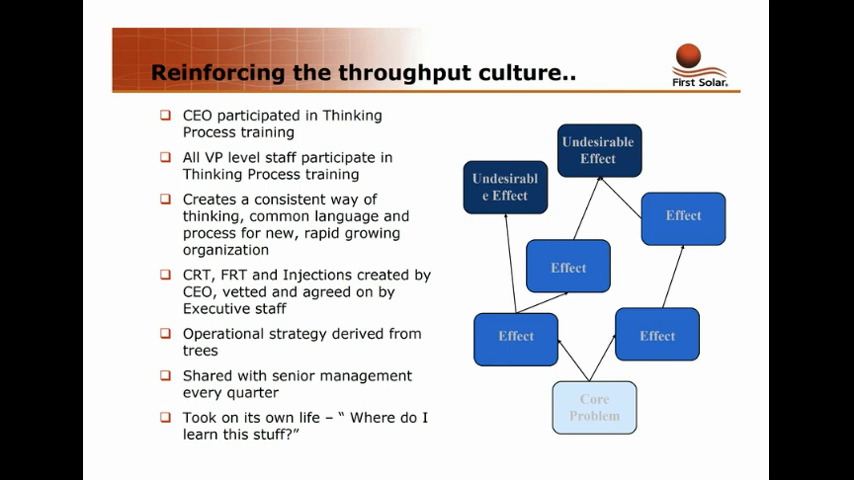 Reinforcing the throughput culture..
First Solar.
❑ CEO participated in Thinking
Process training
❑ All VP level staff participate in
Thinking Process training
❑ Creates a consistent way of
thinking, common language and
process for new, rapid growing
organization
❑ CRT, FRT and Injections created by
CEO, vetted and agreed on by
Executive staff
❑ Operational strategy derived from
trees
❑ Shared with senior management
every quarter
❑ Took on its own life – “ Where do I
learn this stuff?”
Undesirable
Effect
Undesirabl
e Effect
Effect
Effect
Effect
Effect
Core
Problem